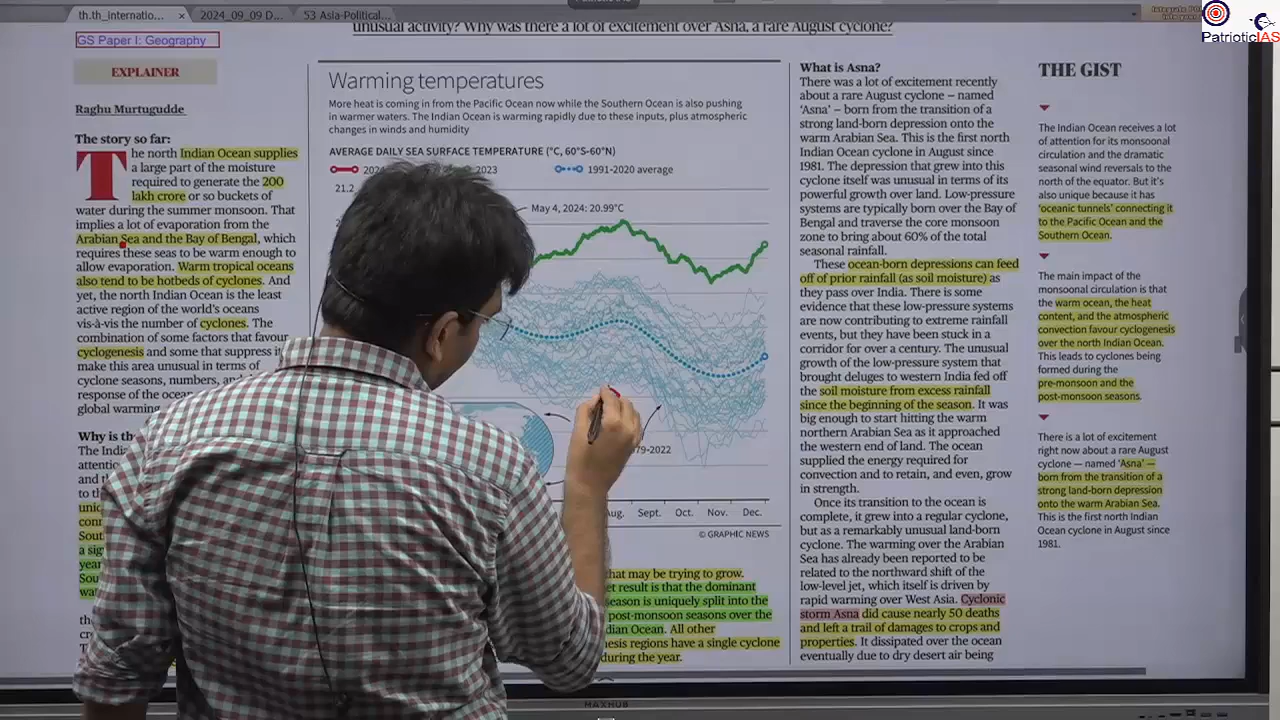 th.th_internatio...
2024_09_09 D...
53 Asia-Political...
PatrioticIAS
GS Paper I: Geography
unusual activity? Why was there a lot of excitement over Asna, a rare August cyclone?
EXPLAINER
Raghu Murtugudde
The story so far:
The north Indian Ocean supplies
a large part of the moisture
required to generate the 200
lakh crore or so buckets of
water during the summer monsoon. That
implies a lot of evaporation from the
Arabian Sea and the Bay of Bengal, which
requires these seas to be warm enough to
allow evaporation. Warm tropical oceans
also tend to be hotbeds of cyclones. And
yet, the north Indian Ocean is the least
active region of the world's oceans
vis-à-vis the number of cyclones. The
combination of some factors that favour
cyclogenesis and some that suppress it
make this area unusual in terms of
cyclone seasons, numbers, and
response of the ocean
global warming
Why is th
The Indi
Warming temperatures
More heat is coming in from the Pacific Ocean now while the Southern Ocean is also pushing
in warmer waters. The Indian Ocean is warming rapidly due to these inputs, plus atmospheric
changes in winds and humidity
AVERAGE DAILY SEA SURFACE TEMPERATURE (°C, 60°S-60°N)
2023
1991-2020 average
21.2
May 4, 2024: 20.99°C
79-2022
Aug. Sept. Oct. Nov. Dec.
© GRAPHIC NEWS
that may be trying to grow.
et result is that the dominant
season is uniquely split into the
post-monsoon seasons over the
dian Ocean. All other
esis regions have a single cyclone
during the year.
What is Asna?
There was a lot of excitement recently
about a rare August cyclone — named
'Asna' — born from the transition of a
strong land-born depression onto the
warm Arabian Sea. This is the first north
Indian Ocean cyclone in August since
1981. The depression that grew into this
cyclone itself was unusual in terms of its
powerful growth over land. Low-pressure
systems are typically born over the Bay of
Bengal and traverse the core monsoon
zone to bring about 60% of the total
seasonal rainfall.
These ocean-born depressions can feed
off of prior rainfall (as soil moisture) as
they pass over India. There is some
evidence that these low-pressure systems
are now contributing to extreme rainfall
events, but they have been stuck in a
corridor for over a century. The unusual
growth of the low-pressure system that
brought deluges to western India fed off
the soil moisture from excess rainfall
since the beginning of the season. It was
big enough to start hitting the warm
northern Arabian Sea as it approached
the western end of land. The ocean
supplied the energy required for
convection and to retain, and even, grow
in strength.
Once its transition to the ocean is
complete, it grew into a regular cyclone,
but as a remarkably unusual land-born
cyclone. The warming over the Arabian
Sea has already been reported to be
related to the northward shift of the
low-level jet, which itself is driven by
rapid warming over West Asia. Cyclonic
storm Asna did cause nearly 50 deaths
and left a trail of damages to crops and
properties. It dissipated over the ocean
eventually due to dry desert air being
THE GIST
The Indian Ocean receives a lot
of attention for its monsoonal
circulation and the dramatic
seasonal wind reversals to the
north of the equator. But it's
also unique because it has
'oceanic tunnels' connecting it
to the Pacific Ocean and the
Southern Ocean.
The main impact of the
monsoonal circulation is that
the warm ocean, the heat
content, and the atmospheric
convection favour cyclogenesis
over the north Indian Ocean.
This leads to cyclones being
formed during the
pre-monsoon and the
post-monsoon seasons.
There is a lot of excitement
right now about a rare August
cyclone — named 'Asna' —
born from the transition of a
strong land-born depression
onto the warm Arabian Sea.
This is the first north Indian
Ocean cyclone in August since
1981.
MAXHUB